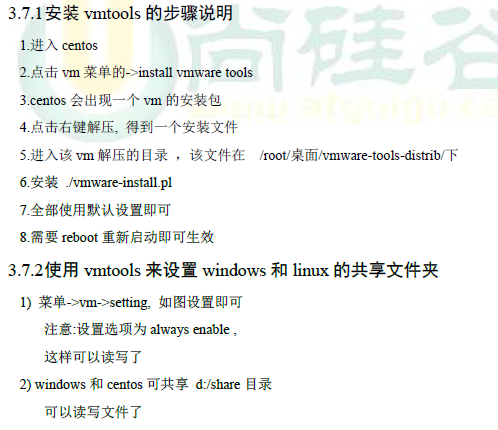 3.7.1安装 vmtools 的步骤说明
1.进入 centos
2.点击 vm 菜单的->install vmware tools
3.centos 会出现一个 vm 的安装包
4.点击右键解压, 得到一个安装文件
5.进入该 vm 解压的目录 ，该文件在 /root/桌面/vmware-tools-distrib/下
6.安装 ./vmware-install.pl
7.全部使用默认设置即可
8.需要 reboot 重新启动即可生效
3.7.2使用 vmtools 来设置 windows 和 linux 的共享文件夹
1) 菜单->vm->setting, 如图设置即可
注意:设置选项为 always enable ,
这样可以读写了
2) windows 和 centos 可共享 d:/share 目录
可以读写文件了
尚硅谷
www.atguigu.c